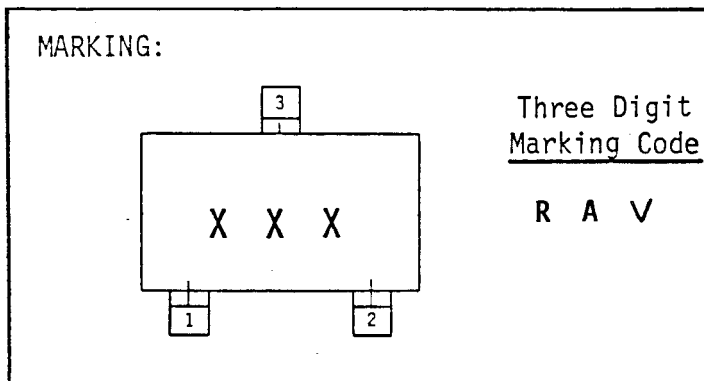 MARKING:
3
Three Digit
Marking Code
X X X
R A V
1
2